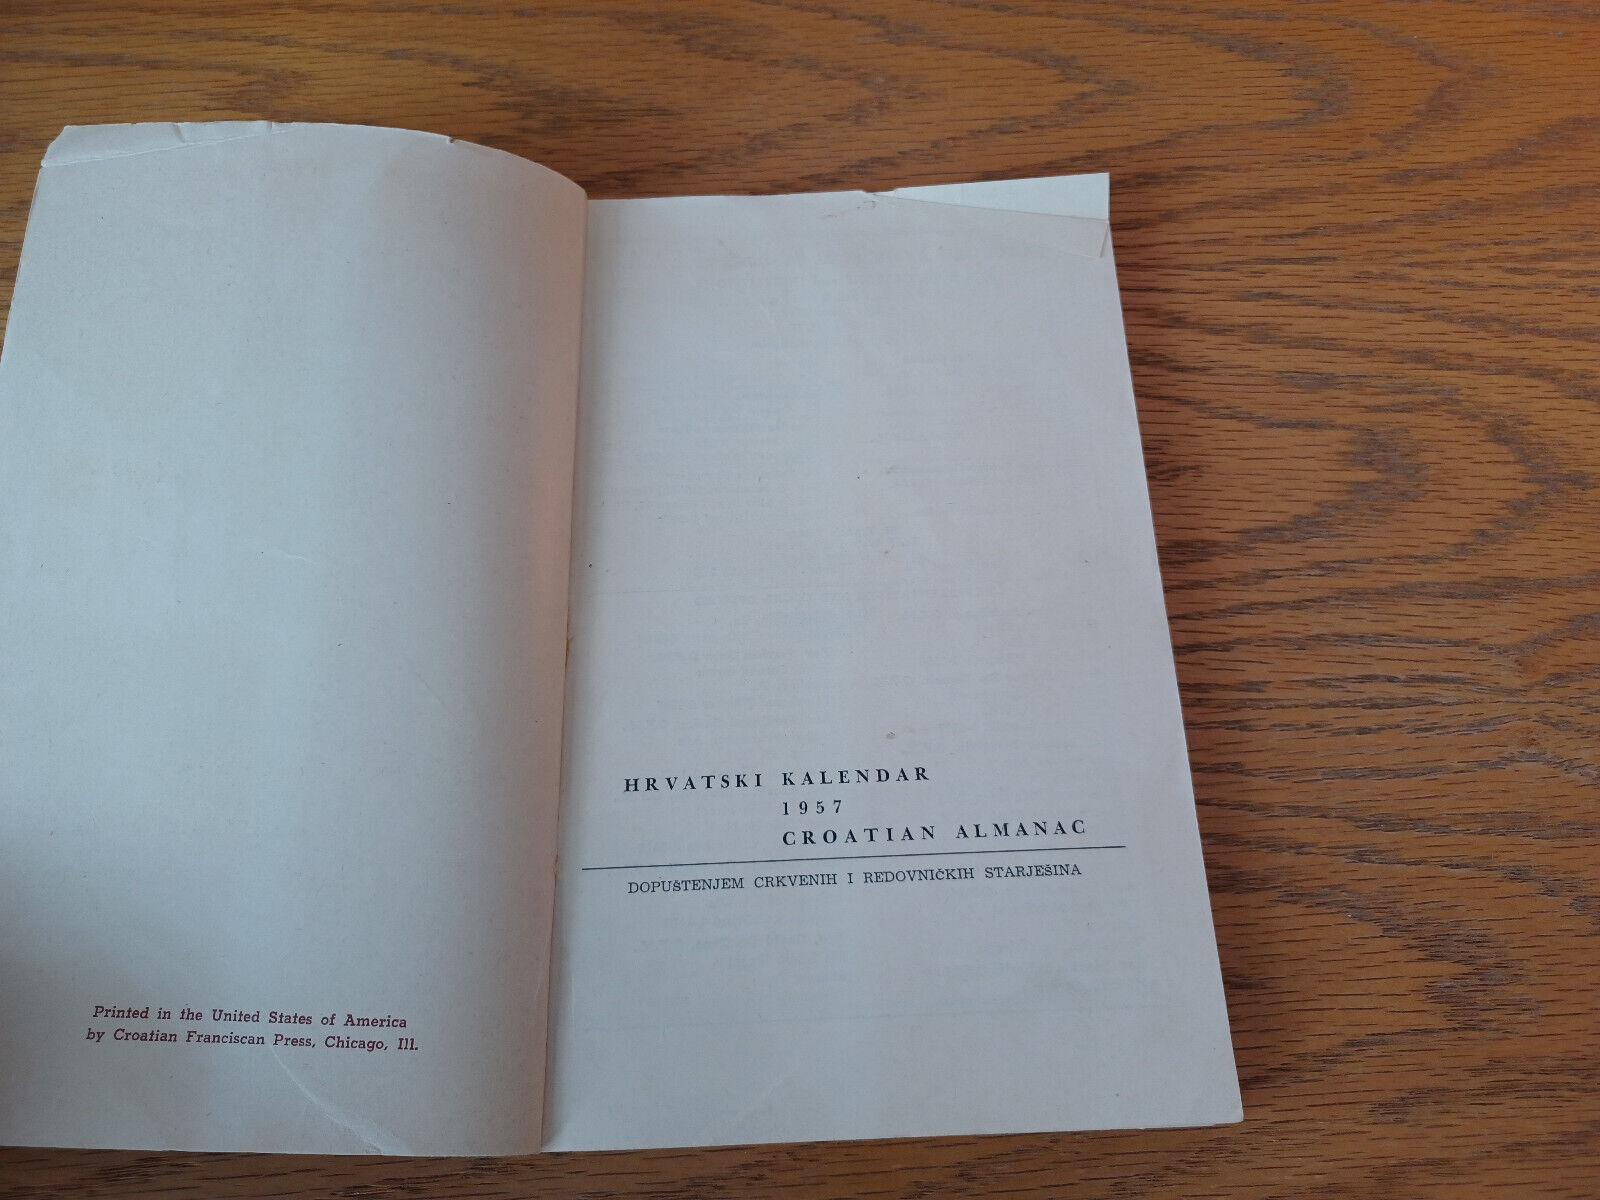 Printed in the United States of America
by Croatian Franciscan Press, Chicago, Ill.
HRVATSKI KALENDAR
1957
CROATIAN ALMANAC
DOPUŠTENJEM CRKVENIH I REDOVNIČKIH STARJEŠINA